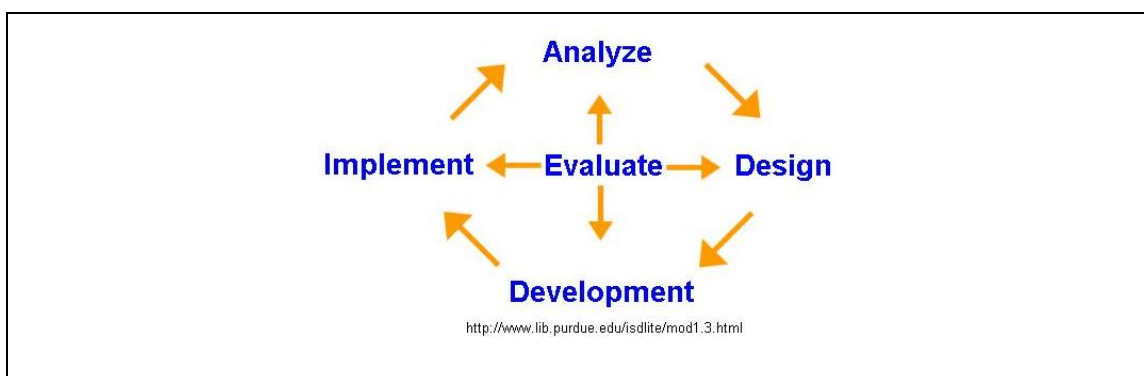 Analyze
Implement Evaluate Design
Development
http://www.lib.purdue.edu/isdlite/mod1.3.html